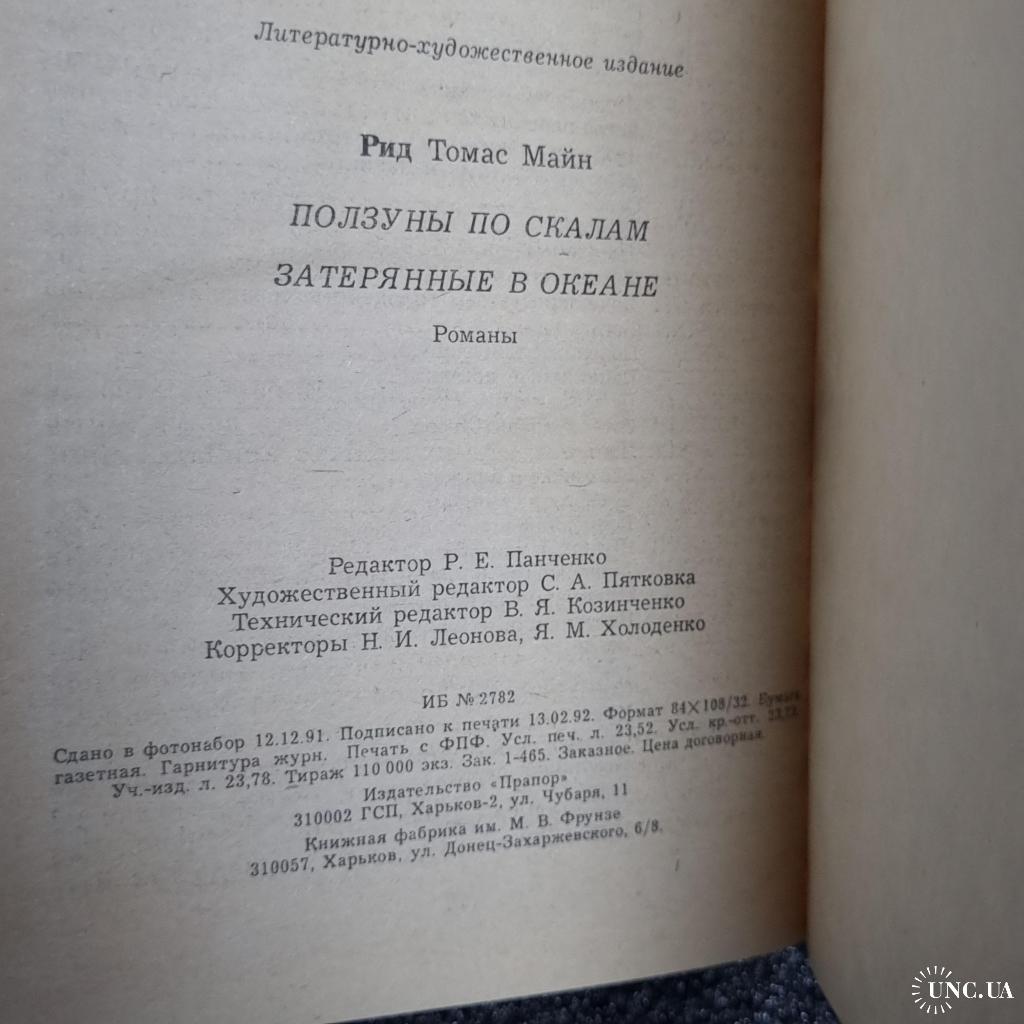 Литературно-художественное издание
Рид Томас Майн
ПОЛЗУНЫ ПО СКАЛАМ
ЗАТЕРЯННЫЕ В ОКЕАНЕ
Романы
Редактор Р. Е. Панченко
Художественный редактор С. А. Пятковка
Технический редактор В. Я. Козинченко
Корректоры Н. И. Леонова, Я. М. Холоденко
ИБ № 2782
Сдано в фотонабор 12.12.91. Подписано к печати 13.02.92. Формат 84×108/32. Бумага
газетная. Гарнитура журн. Печать с ФПФ. Усл. печ. л. 23,52. Усл. кр.-отт.
Уч.-изд. л. 23,78. Тираж 110 000 экз. Зак. 1-465. Заказное. Цена договорная.
Издательство «Прапор»
310002 ГСП, Харьков-2, ул. Чубаря, 11
Книжная фабрика им. М. В. Фрунзе
310057, Харьков, ул. Донец-Захаржевского, 6/8.
UNC.UA